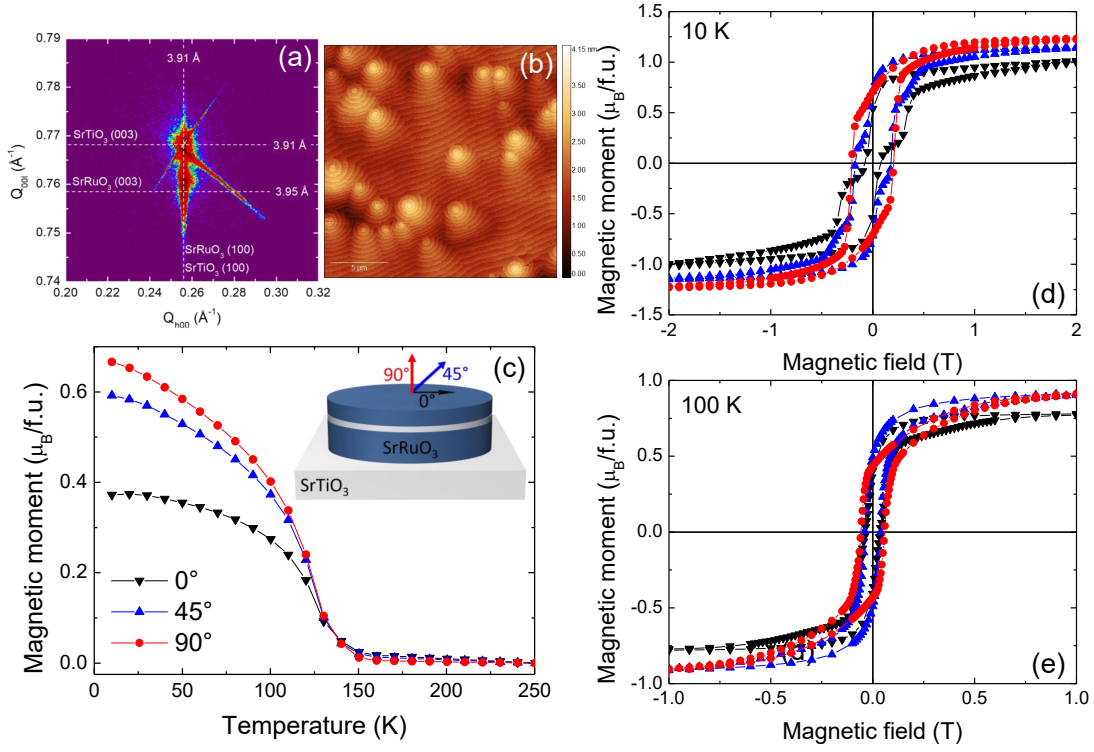 (a)
0.79
0.78
0.77
0.76
0.75
0.74
Q₀₀ₗ (Å⁻¹)
3.91 Å
SrTiO₃ (003)
3.91 Å
SrRuO₃ (003)
3.95 Å
SrRuO₃ (100)
SrTiO₃ (100)
0.20 0.22 0.24 0.26 0.28 0.30 0.32
Qₕ₀₀ (Å⁻¹)
(b)
5 µm
4.15 nm
3.50
3.00
2.50
2.00
1.50
1.00
0.50
0.00
(c)
Magnetic moment (μB/f.u.)
0.6
0.4
0.2
0.0
90°
45°
0°
SrRuO₃
SrTiO₃
0°
45°
90°
0 50 100 150 200 250
Temperature (K)
10 K
(d)
Magnetic moment (μB/f.u.)
1.5
1.0
0.5
0.0
-0.5
-1.0
-1.5
-2 -1 0 1 2
Magnetic field (T)
100 K
(e)
Magnetic moment (μB/f.u.)
1.0
0.5
0.0
-0.5
-1.0
-1.0 -0.5 0.0 0.5 1.0
Magnetic field (T)